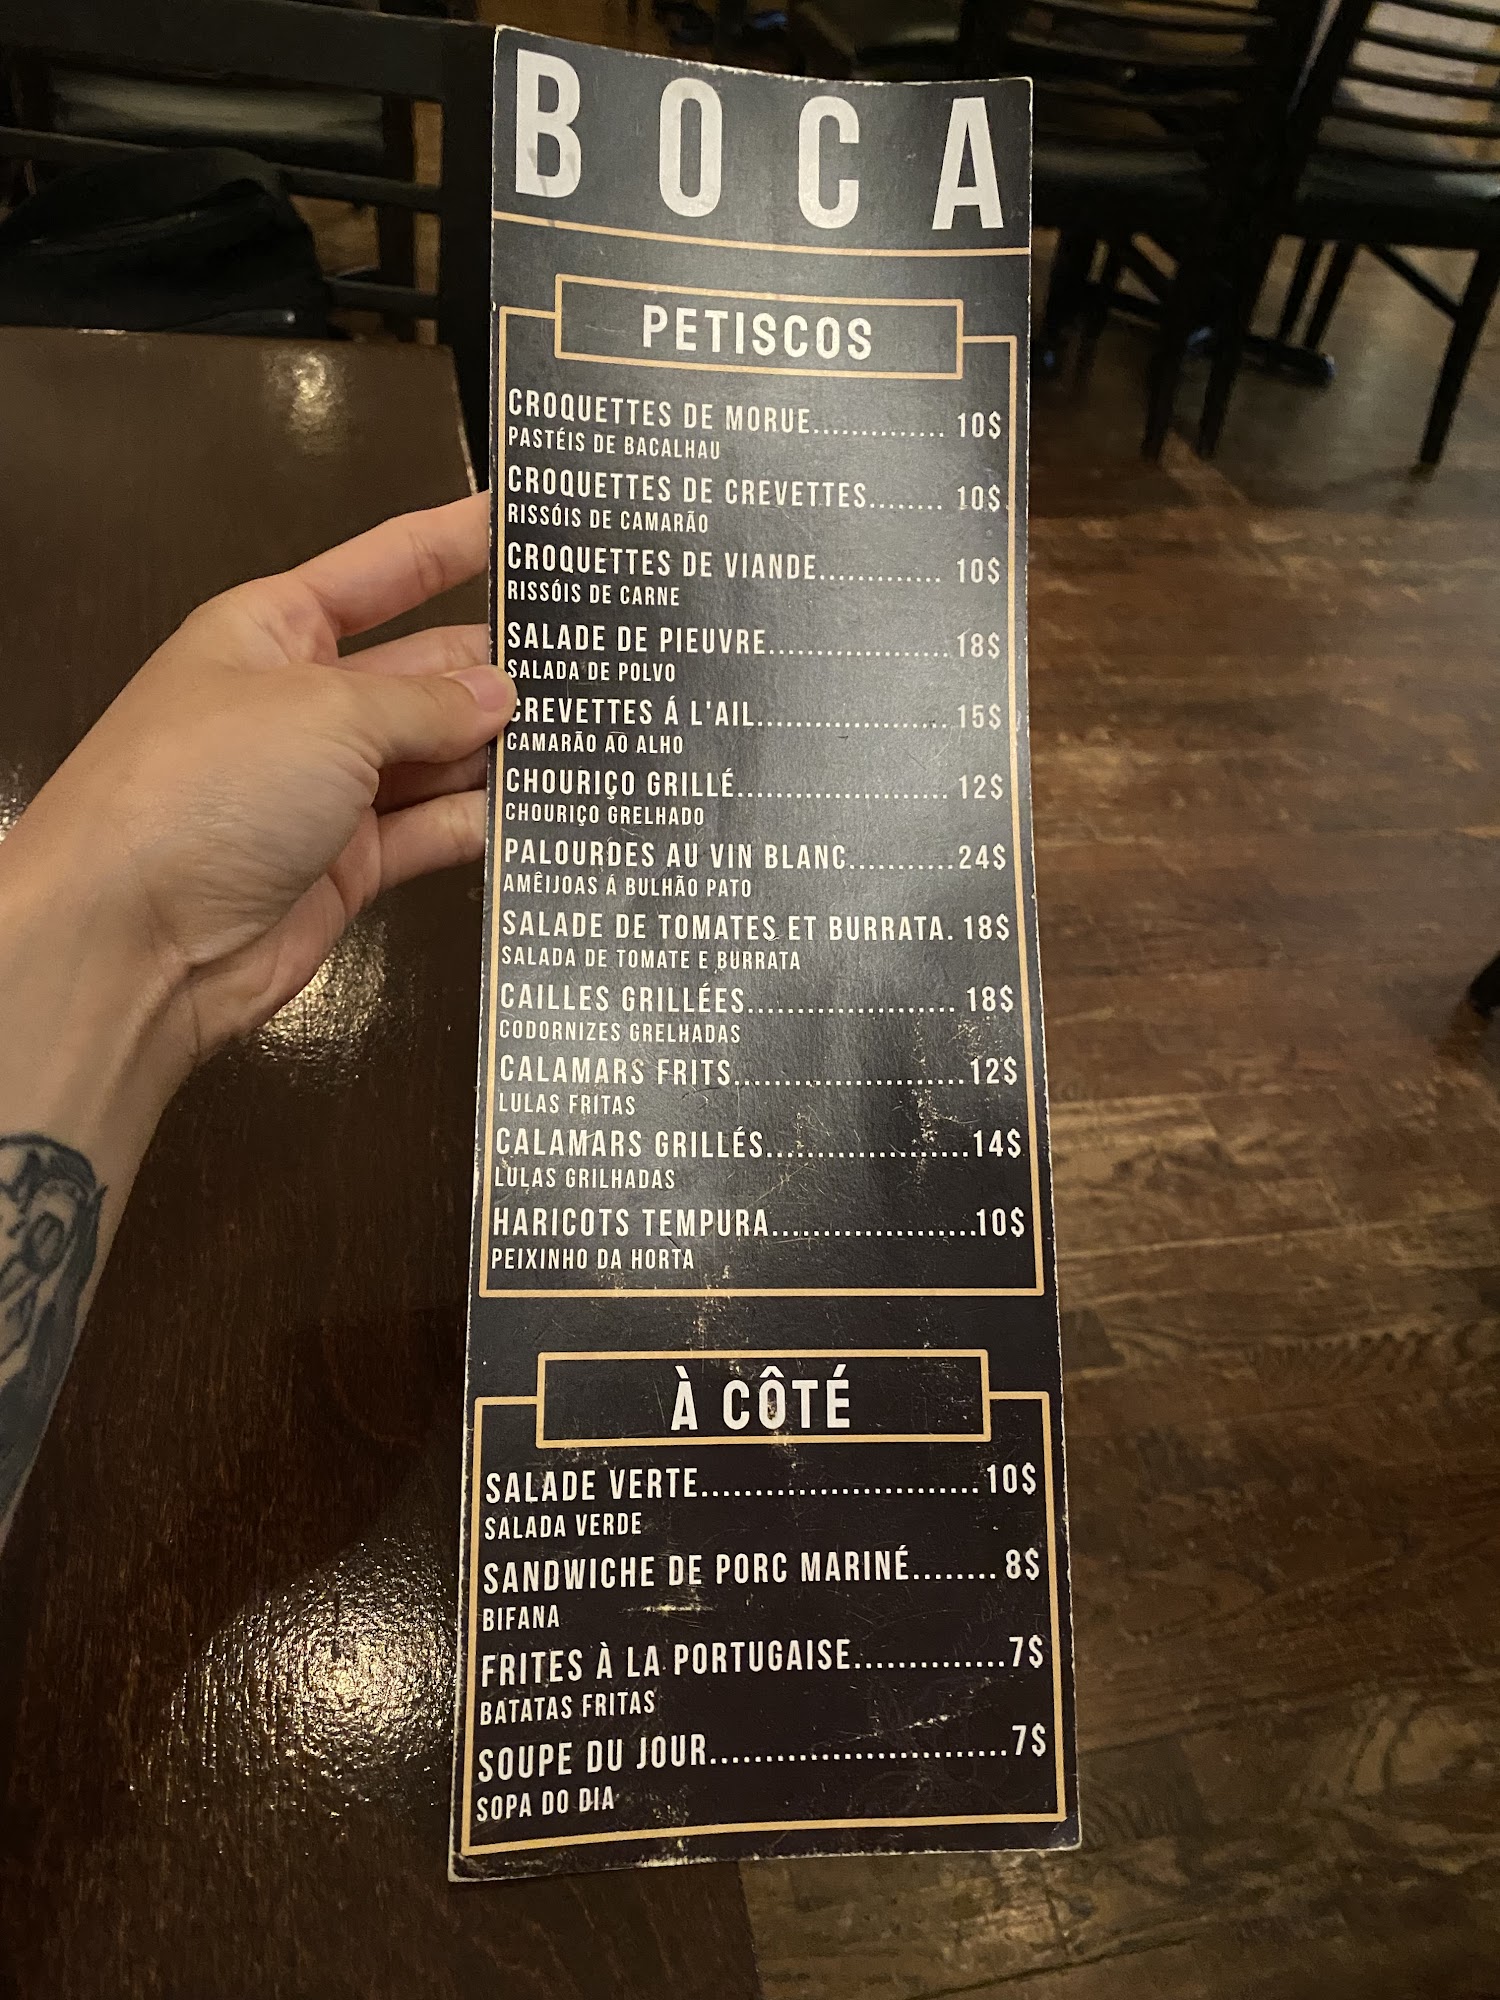 BOCA
PETISCOS
CROQUETTES DE MORUE.............. 10$
PASTÉIS DE BACALHAU
CROQUETTES DE CREVETTES........ 10$
RISSÓIS DE CAMARÃO
CROQUETTES DE VIANDE............. 10$
RISSÓIS DE CARNE
SALADE DE PIEUVRE................... 18$
SALADA DE POLVO
CREVETTES Á L'AIL.................... 15$
CAMARÃO AO ALHO
CHOURIÇO GRILLÉ...................... 12$
CHOURIÇO GRELHADO
PALOURDES AU VIN BLANC...........24$
AMÊIJOAS Á BULHÃO PATO
SALADE DE TOMATES ET BURRATA. 18$
SALADA DE TOMATE E BURRATA
CAILLES GRILLÉES...................... 18$
CODORNIZES GRELHADAS
CALAMARS FRITS........................12$
LULAS FRITAS
CALAMARS GRILLÉS.....................14$
LULAS GRILHADAS
HARICOTS TEMPURA.....................10$
PEIXINHO DA HORTA
À CÔTÉ
SALADE VERTE..........................10$
SALADA VERDE
SANDWICHE DE PORC MARINÉ........ 8$
BIFANA
FRITES À LA PORTUGAISE..............7$
BATATAS FRITAS
SOUPE DU JOUR...........................7$
SOPA DO DIA